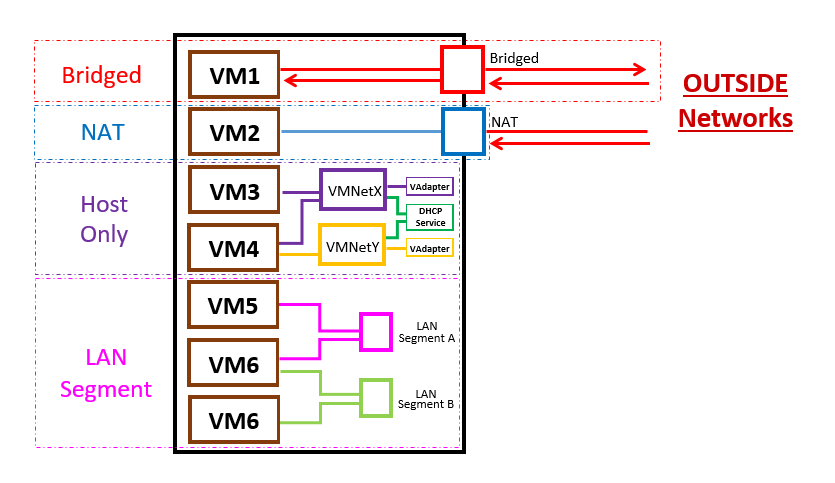 Bridged
VM1
Bridged
OUTSIDE
Networks
NAT
VM2
NAT
Host
Only
VM3
VMNetX
VAdapter
DHCP
Service
VM4
VMNetY
VAdapter
LAN
Segment
VM5
LAN
Segment A
VM6
LAN
Segment B
VM6